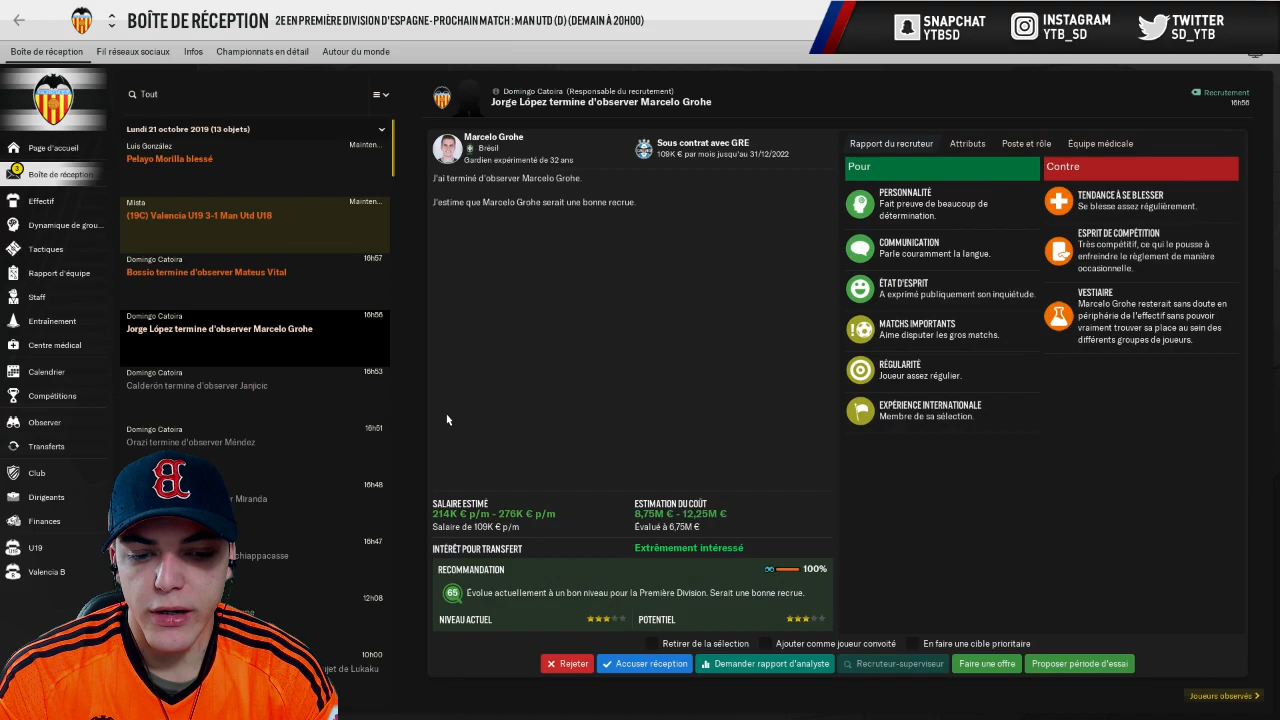 BOÎTE DE RÉCEPTION
2E EN PREMIÈRE DIVISION D'ESPAGNE - PROCHAIN MATCH : MAN UTD (D) (DEMAIN À 20H00)
SNAPCHAT
YTBSD
INSTAGRAM
YTB_SD
TWITTER
SD_YTB
Boîte de réception
Fil réseaux sociaux
Infos
Championnats en détail
Autour du monde
Page d'accueil
3
Boîte de réception
Effectif
Dynamique de grou...
Tactiques
Rapport d'équipe
Staff
Entraînement
Centre médical
Calendrier
Compétitions
Observer
Transferts
Club
Dirigeants
Finances
U19
Valencia B
Tout
Lundi 21 octobre 2019 (13 objets)
Luis González Mainten...
Pelayo Morilla blessé
Mista Mainten...
(19C) Valencia U19 3-1 Man Utd U18
Domingo Catoira 16h57
Bossio termine d'observer Mateus Vital
Domingo Catoira 16h56
Jorge López termine d'observer Marcelo Grohe
Domingo Catoira 16h53
Calderón termine d'observer Janjicic
Domingo Catoira 16h51
Orazi termine d'observer Méndez
16h48
r Miranda
16h47
chiappacasse
12h08
10h00
ujet de Lukaku
Domingo Catoira (Responsable du recrutement)
Jorge López termine d'observer Marcelo Grohe
Recrutement
16h56
Marcelo Grohe
Brésil
Gardien expérimenté de 32 ans
Sous contrat avec GRE
109K € par mois jusqu'au 31/12/2022
J'ai terminé d'observer Marcelo Grohe.
J'estime que Marcelo Grohe serait une bonne recrue.
SALAIRE ESTIMÉ
214K € p/m - 276K € p/m
Salaire de 109K € p/m
ESTIMATION DU COÛT
8,75M € - 12,25M €
Évalué à 6,75M €
INTÉRÊT POUR TRANSFERT
Extrêmement intéressé
RECOMMANDATION
100%
65
Évolue actuellement à un bon niveau pour la Première Division. Serait une bonne recrue.
NIVEAU ACTUEL
POTENTIEL
Rapport du recruteur
Attributs
Poste et rôle
Équipe médicale
Pour
PERSONNALITÉ
Fait preuve de beaucoup de
détermination.
COMMUNICATION
Parle couramment la langue.
ÉTAT D'ESPRIT
A exprimé publiquement son inquiétude.
MATCHS IMPORTANTS
Aime disputer les gros matchs.
RÉGULARITÉ
Joueur assez régulier.
EXPÉRIENCE INTERNATIONALE
Membre de sa sélection.
Contre
TENDANCE À SE BLESSER
Se blesse assez régulièrement.
ESPRIT DE COMPÉTITION
Très compétitif, ce qui le pousse à
enfreindre le règlement de manière
occasionnelle.
VESTIAIRE
Marcelo Grohe resterait sans doute en
périphérie de l'effectif sans pouvoir
vraiment trouver sa place au sein des
différents groupes de joueurs.
Retirer de la sélection
Ajouter comme joueur convoité
En faire une cible prioritaire
Rejeter
Accuser réception
Demander rapport d'analyste
Recruteur-superviseur
Faire une offre
Proposer période d'essai
Joueurs observés